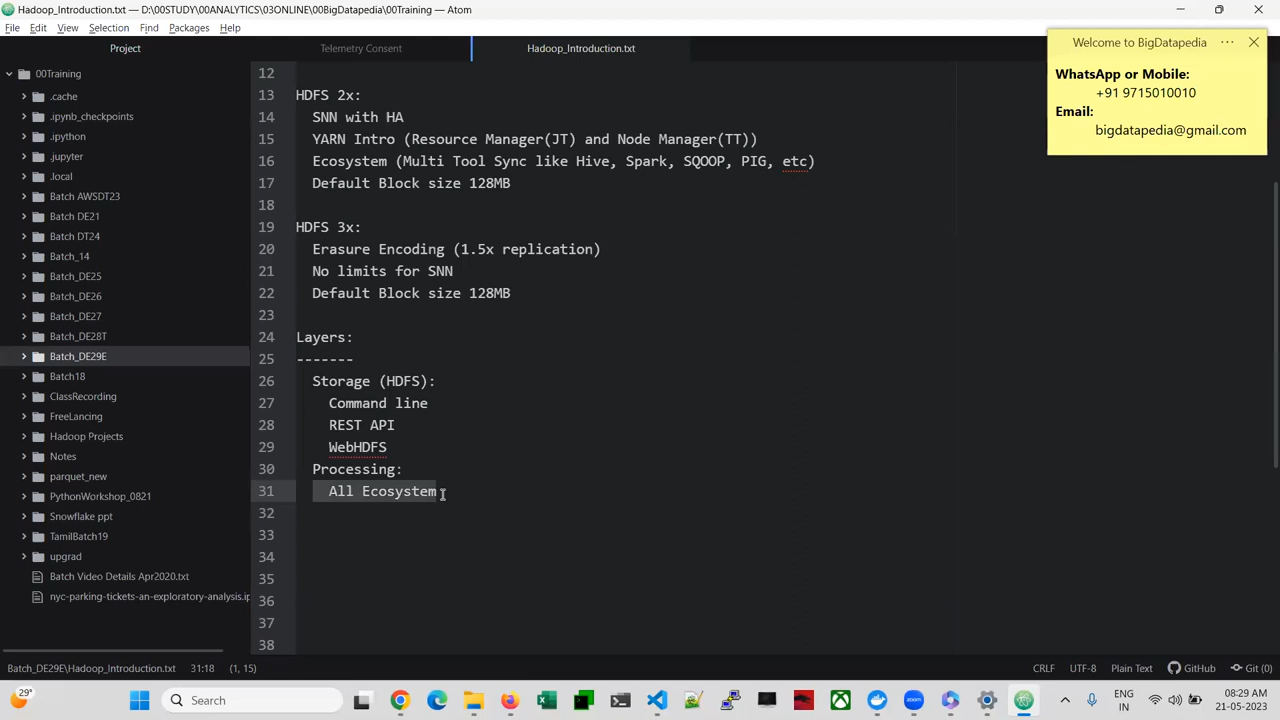 Hadoop_Introduction.txt — D:\00STUDY\00ANALYTICS\03ONLINE\00BigDatapedia\00Training — Atom
File Edit View Selection Find Packages Help
Project
Telemetry Consent
Hadoop_Introduction.txt
00Training
.cache
.ipynb_checkpoints
.ipython
.jupyter
.local
Batch AWSDT23
Batch DE21
Batch DT24
Batch_14
Batch_DE25
Batch_DE26
Batch_DE27
Batch_DE28T
Batch_DE29E
Batch18
ClassRecording
FreeLancing
Hadoop Projects
Notes
parquet_new
PythonWorkshop_0821
Snowflake ppt
TamilBatch19
upgrad
Batch Video Details Apr2020.txt
nyc-parking-tickets-an-exploratory-analysis.ip
12
13 HDFS 2x:
14 SNN with HA
15 YARN Intro (Resource Manager(JT) and Node Manager(TT))
16 Ecosystem (Multi Tool Sync like Hive, Spark, SQOOP, PIG, etc)
17 Default Block size 128MB
18
19 HDFS 3x:
20 Erasure Encoding (1.5x replication)
21 No limits for SNN
22 Default Block size 128MB
23
24 Layers:
25 -------
26 Storage (HDFS):
27 Command line
28 REST API
29 WebHDFS
30 Processing:
31 All Ecosystem
32
33
34
35
36
37
38
Welcome to BigDatapedia ···
WhatsApp or Mobile:
+91 9715010010
Email:
bigdatapedia@gmail.com
Batch_DE29E\Hadoop_Introduction.txt 31:18 (1, 15)
CRLF UTF-8 Plain Text GitHub Git (0)
29°
Search
ENG
IN
08:29 AM
21-05-2023